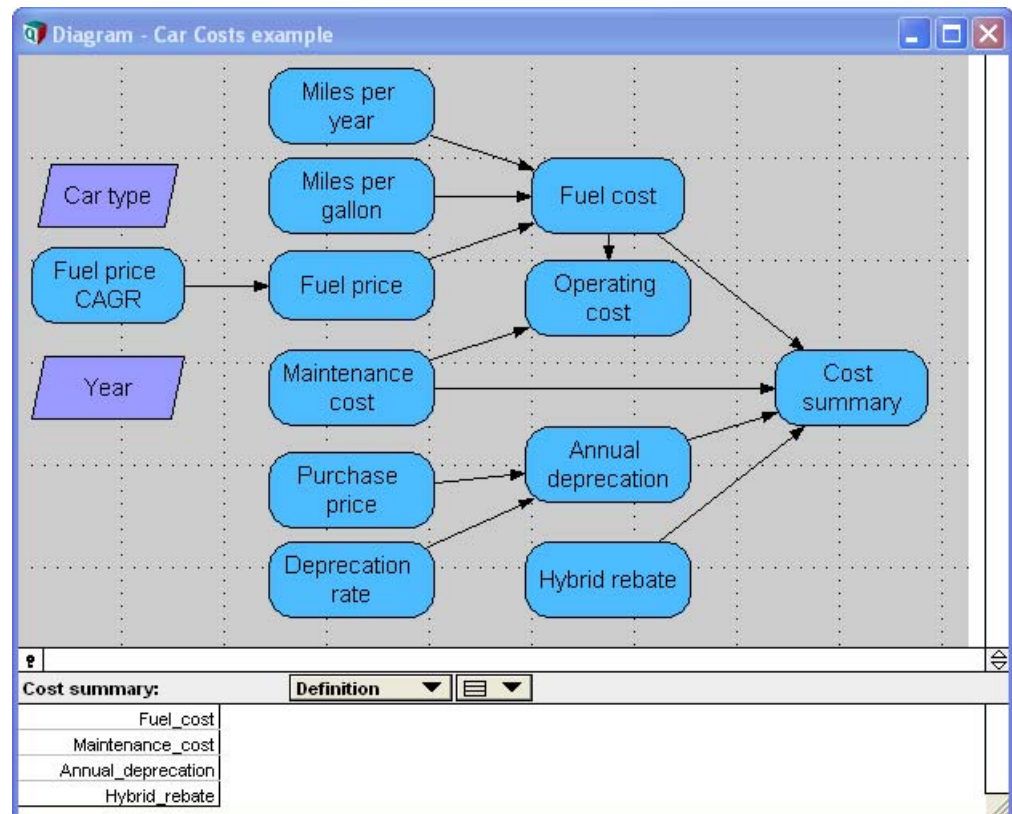 Diagram - Car Costs example
Miles per
year
Car type
Miles per
gallon
Fuel cost
Fuel price
CAGR
Fuel price
Operating
cost
Year
Maintenance
cost
Cost
summary
Purchase
price
Annual
deprecation
Deprecation
rate
Hybrid rebate
?
Cost summary:
Definition
Fuel_cost
Maintenance_cost
Annual_deprecation
Hybrid_rebate